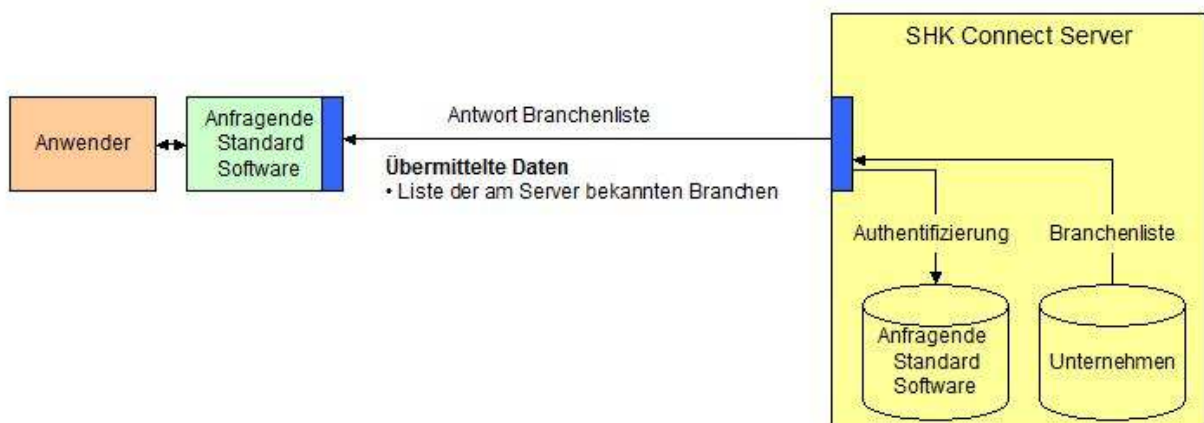 SHK Connect Server
Anwender
Anfragende
Standard
Software
Antwort Branchenliste
Übermittelte Daten
• Liste der am Server bekannten Branchen
Authentifizierung
Branchenliste
Anfragende
Standard
Software
Unternehmen